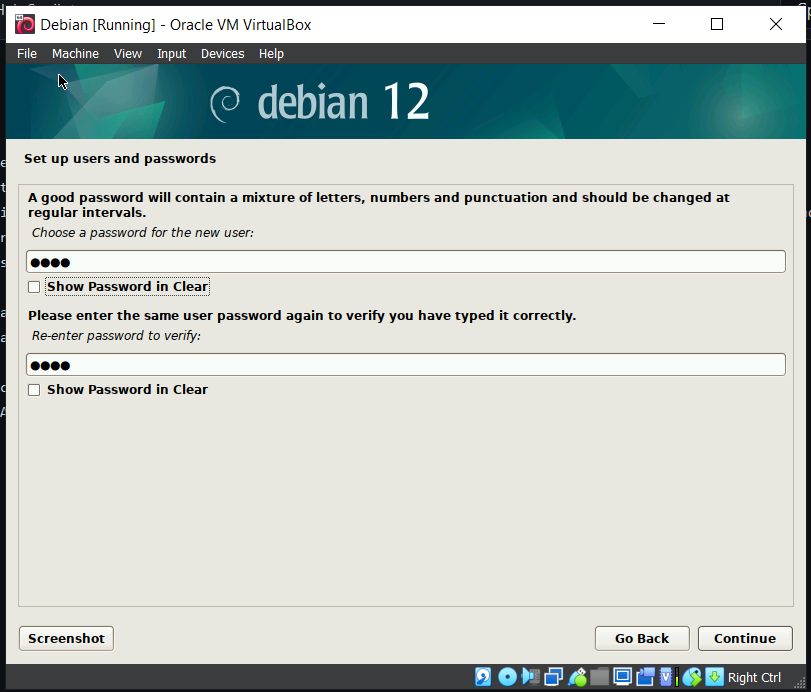 Debian [Running] - Oracle VM VirtualBox
File Machine View Input Devices Help
debian 12
Set up users and passwords
A good password will contain a mixture of letters, numbers and punctuation and should be changed at
regular intervals.
Choose a password for the new user:
●●●●
Show Password in Clear
Please enter the same user password again to verify you have typed it correctly.
Re-enter password to verify:
●●●●
Show Password in Clear
Screenshot Go Back Continue
Right Ctrl